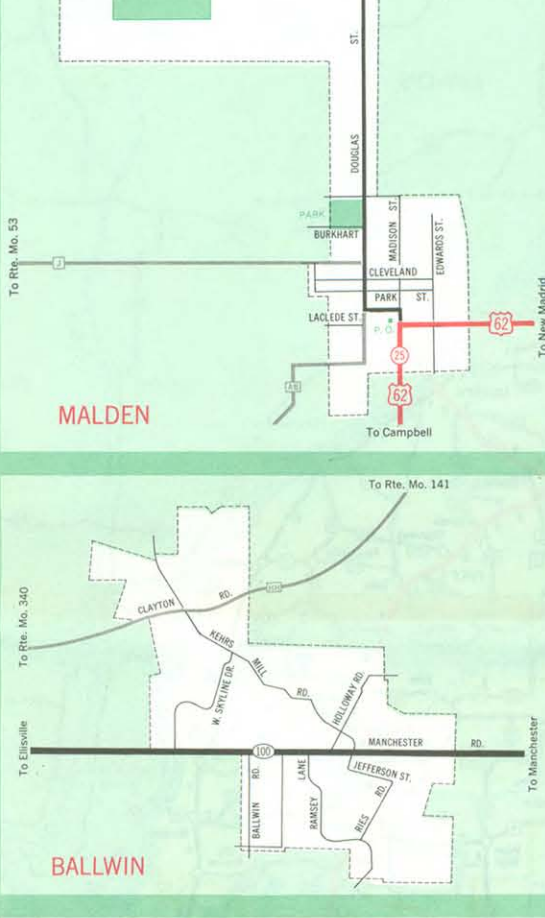 ST.
DOUGLAS
PARK
BURKHART
MADISON ST.
EDWARDS ST.
To Rte. Mo. 53
J
CLEVELAND
PARK ST.
LACLEDE ST.
P. O.
62
To New Madrid
25
62
MALDEN
To Campbell
To Rte. Mo. 141
To Rte. Mo. 340
CLAYTON RD.
HH
KEHRS MILL RD.
W. SKYLINE DR.
HOLLOWAY RD.
To Ellisville
100
MANCHESTER RD.
To Manchester
JEFFERSON ST.
BALLWIN RD.
RAMSEY LANE
RIES RD.
BALLWIN